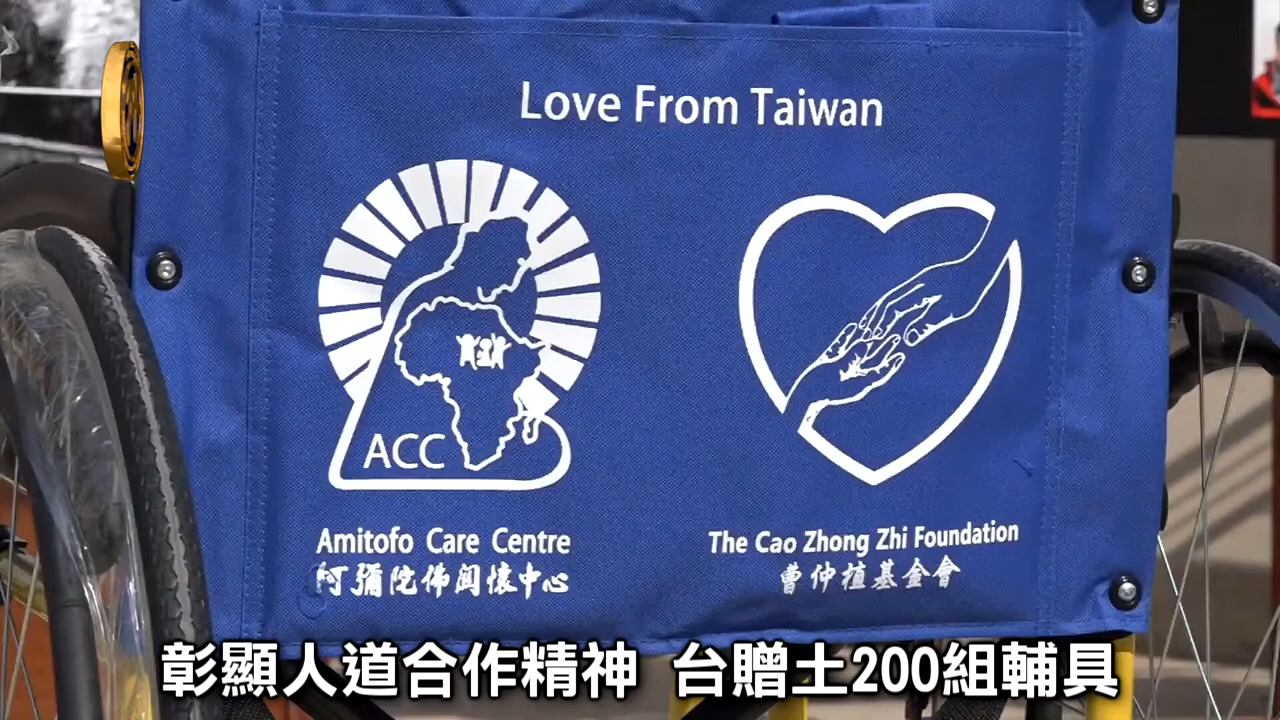 Love From Taiwan
ACC
Amitofo Care Centre
阿彌陀佛關懷中心
The Cao Zhong Zhi Foundation
曹仲植基金會
彰顯人道合作精神 台贈土200組輔具